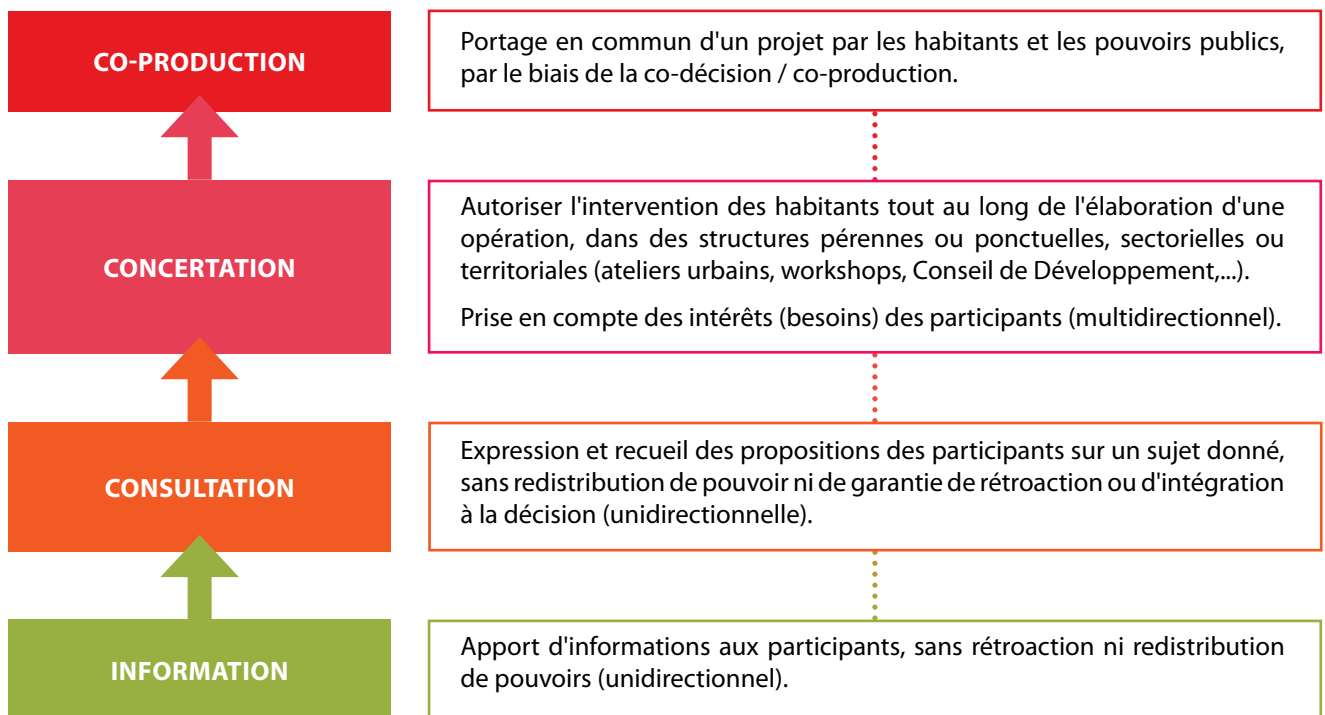 CO-PRODUCTION
Portage en commun d'un projet par les habitants et les pouvoirs publics,
par le biais de la co-décision / co-production.
CONCERTATION
Autoriser l'intervention des habitants tout au long de l'élaboration d'une
opération, dans des structures pérennes ou ponctuelles, sectorielles ou
territoriales (ateliers urbains, workshops, Conseil de Développement,...).
Prise en compte des intérêts (besoins) des participants (multidirectionnel).
CONSULTATION
Expression et recueil des propositions des participants sur un sujet donné,
sans redistribution de pouvoir ni de garantie de rétroaction ou d'intégration
à la décision (unidirectionnelle).
INFORMATION
Apport d'informations aux participants, sans rétroaction ni redistribution
de pouvoirs (unidirectionnel).